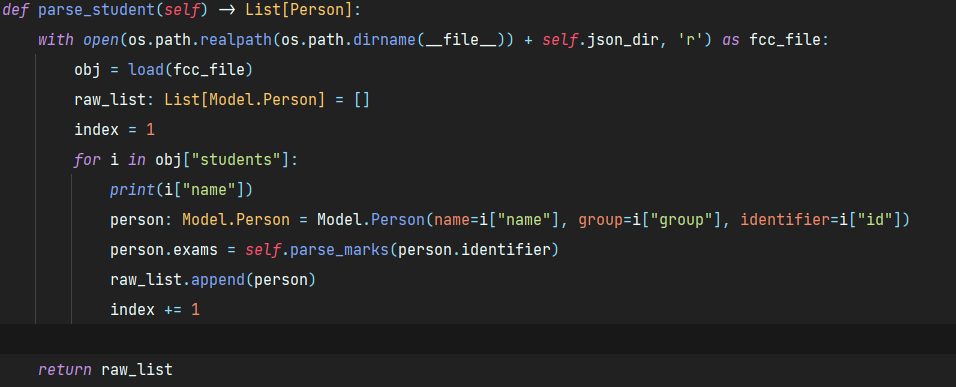 def parse_student(self) → List[Person]:
    with open(os.path.realpath(os.path.dirname(__file__)) + self.json_dir, 'r') as fcc_file:
        obj = load(fcc_file)
        raw_list: List[Model.Person] = []
        index = 1
        for i in obj["students"]:
            print(i["name"])
            person: Model.Person = Model.Person(name=i["name"], group=i["group"], identifier=i["id"])
            person.exams = self.parse_marks(person.identifier)
            raw_list.append(person)
            index += 1
    return raw_list